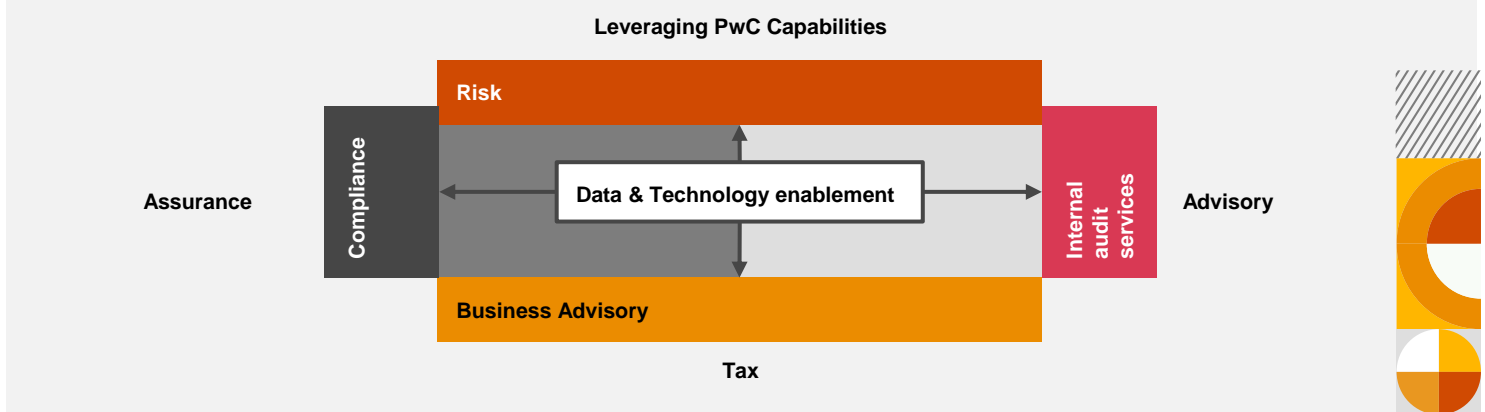 Leveraging PwC Capabilities
Risk
Assurance
Compliance
Data & Technology enablement
Internal
audit
services
Advisory
Business Advisory
Tax